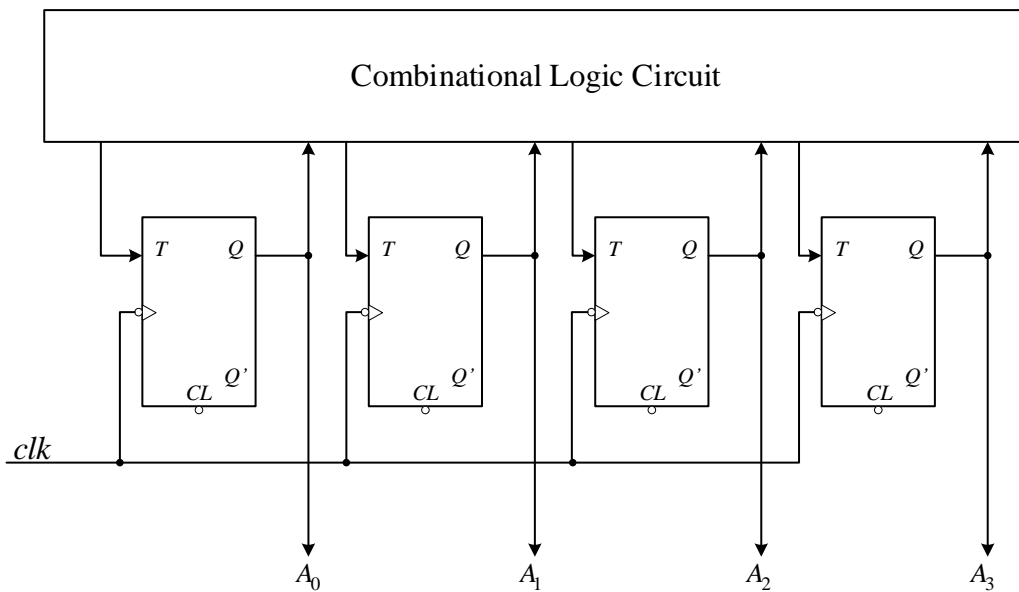 Combinational Logic Circuit
T Q T Q T Q T Q
Q’ Q’ Q’ Q’
CL CL CL CL
clk
A0 A1 A2 A3